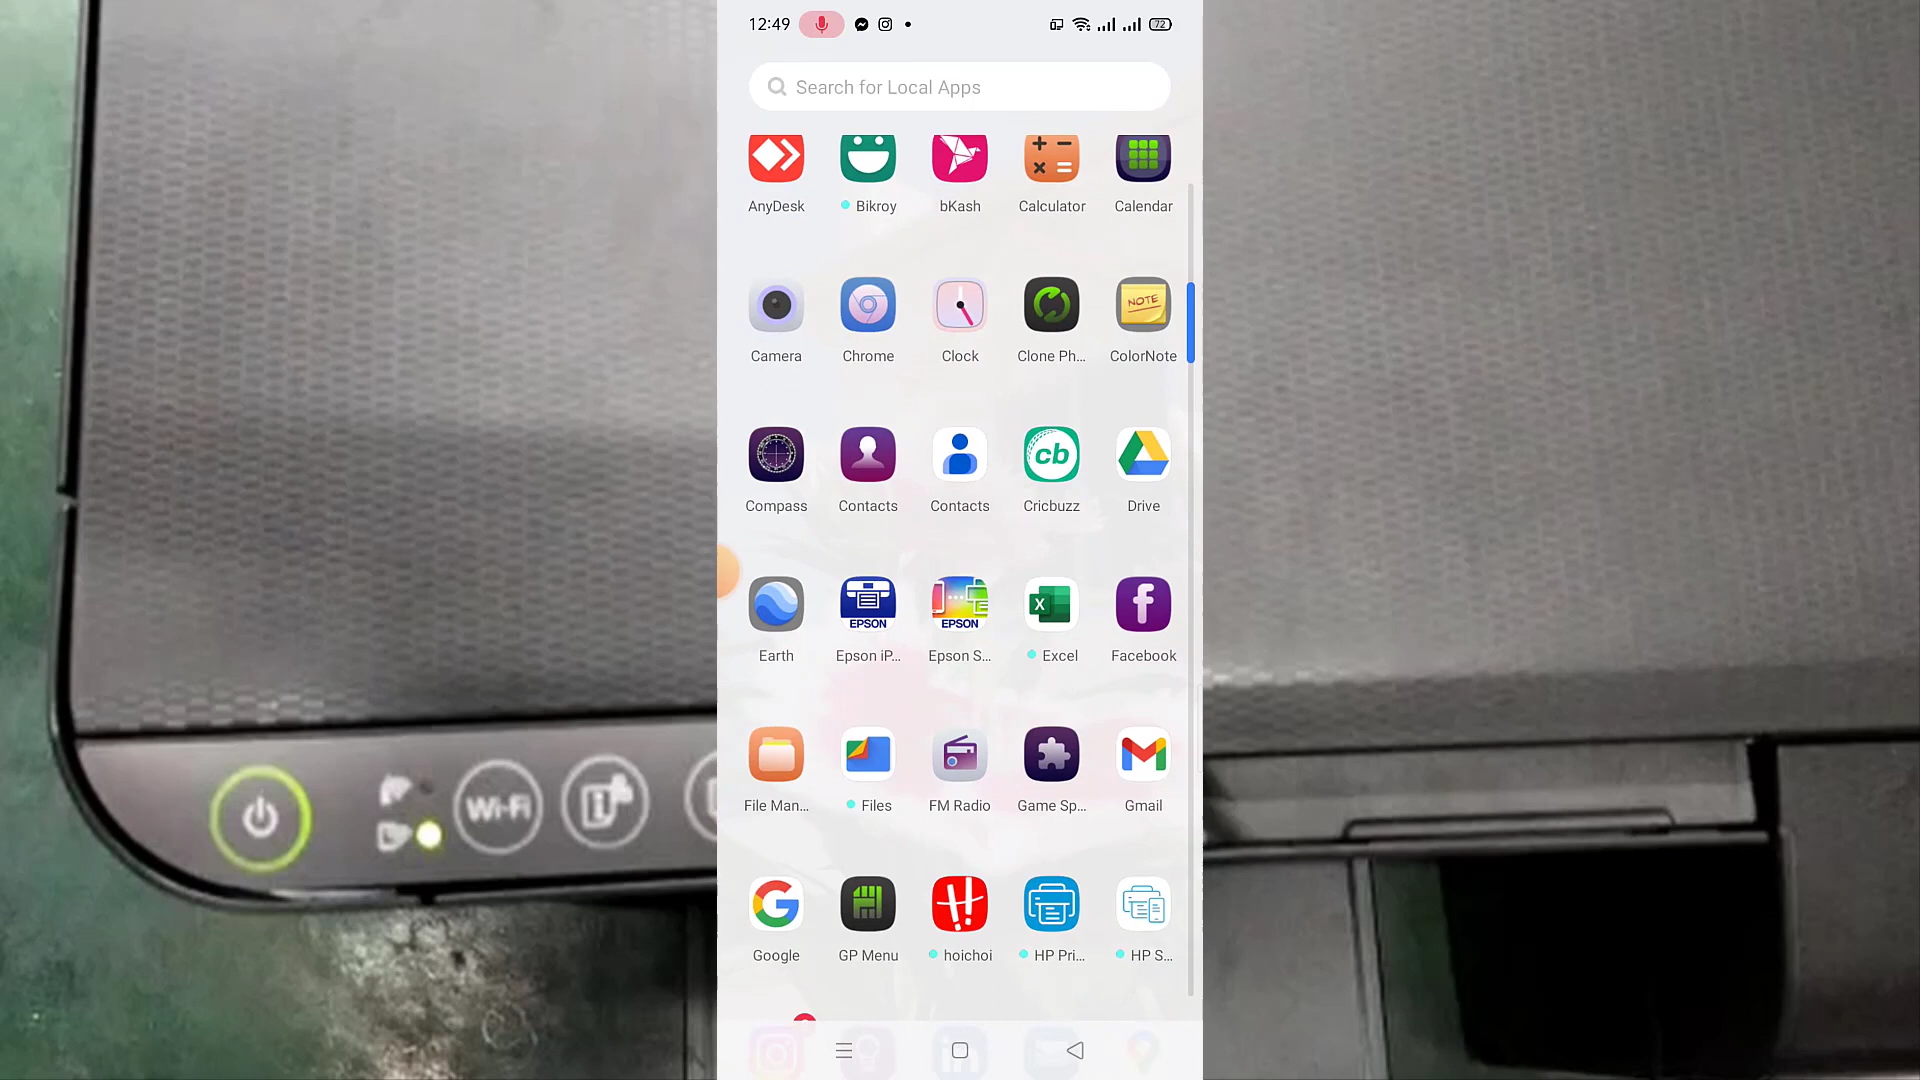 12:49
72
Search for Local Apps
AnyDesk Bikroy bKash Calculator Calendar
NOTE
Camera Chrome Clock Clone Ph... ColorNote
cb
Compass Contacts Contacts Cricbuzz Drive
EPSON EPSON X f
Earth Epson iP... Epson S... Excel Facebook
File Man... Files FM Radio Game Sp... Gmail
G H!
Google GP Menu hoichoi HP Pri... HP S...
Wi-Fi